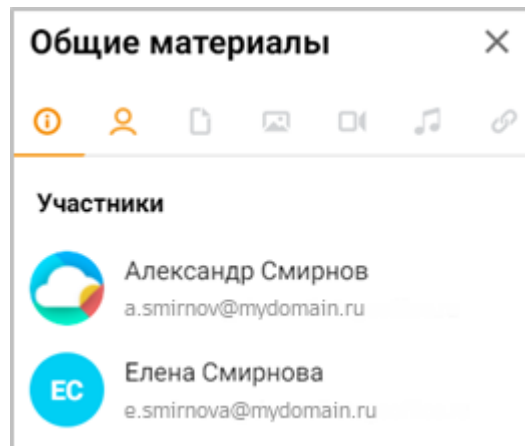 Общие материалы
Участники
Александр Смирнов
a.smirnov@mydomain.ru
ЕС
Елена Смирнова
e.smirnova@mydomain.ru